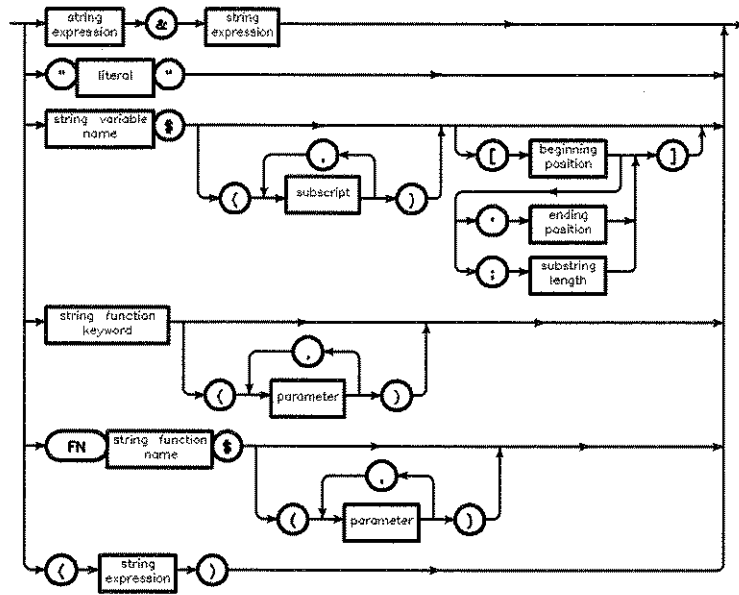 string expression & string expression
" literal "
string variable name $
( subscript , )
[ beginning position ]
, ending position
; substring length
string function keyword
( parameter , )
FN string function name $
( parameter , )
( string expression )